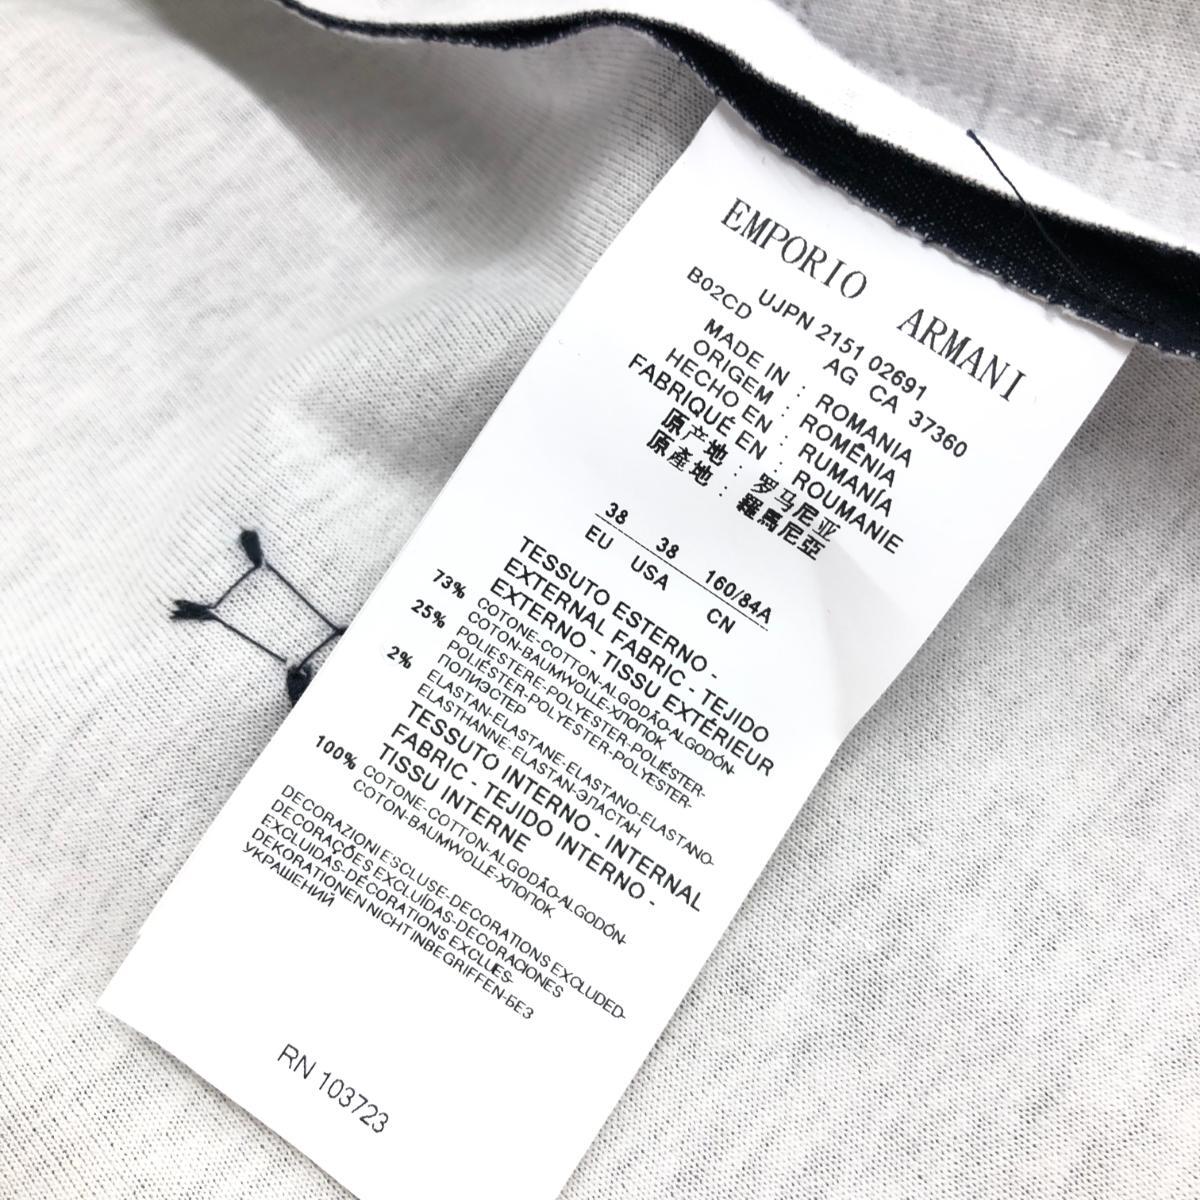 EMPORIO ARMANI
UJPN 2151 02691
B02CD AG CA 37360
MADE IN : ROMANIA
ORIGEM : ROMÊNIA
HECHO EN : RUMANÍA
FABRIQUÉ EN : ROUMANIE
原产地 : 罗马尼亚
原產地 : 羅馬尼亞
38 38 160/84A
EU USA CN
TESSUTO ESTERNO -
EXTERNAL FABRIC - TEJIDO
EXTERNO - TISSU EXTÉRIEUR
73% COTONE-COTTON-ALGODÃO-ALGODÓN-
COTON-BAUMWOLLE-ХЛОПОК
25% POLIESTERE-POLYESTER-POLIÉSTER-
POLIÉSTER-POLYESTER-POLYESTER-
ПОЛИЭСТЕР
2% ELASTAN-ELASTANE-ELASTANO-ELASTANO-
ELASTHANNE-ELASTAN-ЭЛАСТАН
TESSUTO INTERNO - INTERNAL
FABRIC - TEJIDO INTERNO -
TISSU INTERNE
100% COTONE-COTTON-ALGODÃO-ALGODÓN-
COTON-BAUMWOLLE-ХЛОПОК
DECORAZIONI ESCLUSE-DECORATIONS EXCLUDED-
DECORAÇÕES EXCLUÍDAS-DECORACIONES
EXCLUIDAS-DÉCORATIONS EXCLUES-
DEKORATIONEN NICHT INBEGRIFFEN-БЕЗ
УКРАШЕНИЙ
RN 103723